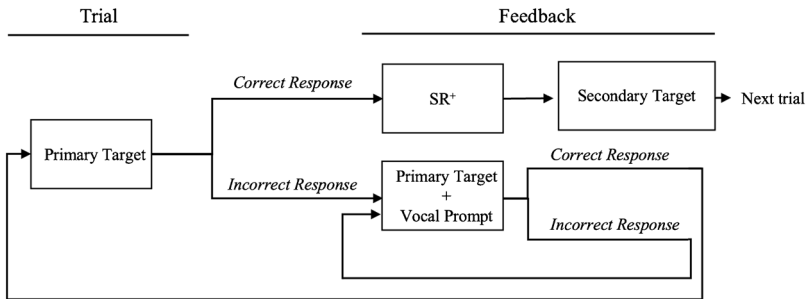 Trial
Feedback
Correct Response
SR⁺
Secondary Target
Next trial
Primary Target
Incorrect Response
Primary Target
+
Vocal Prompt
Correct Response
Incorrect Response